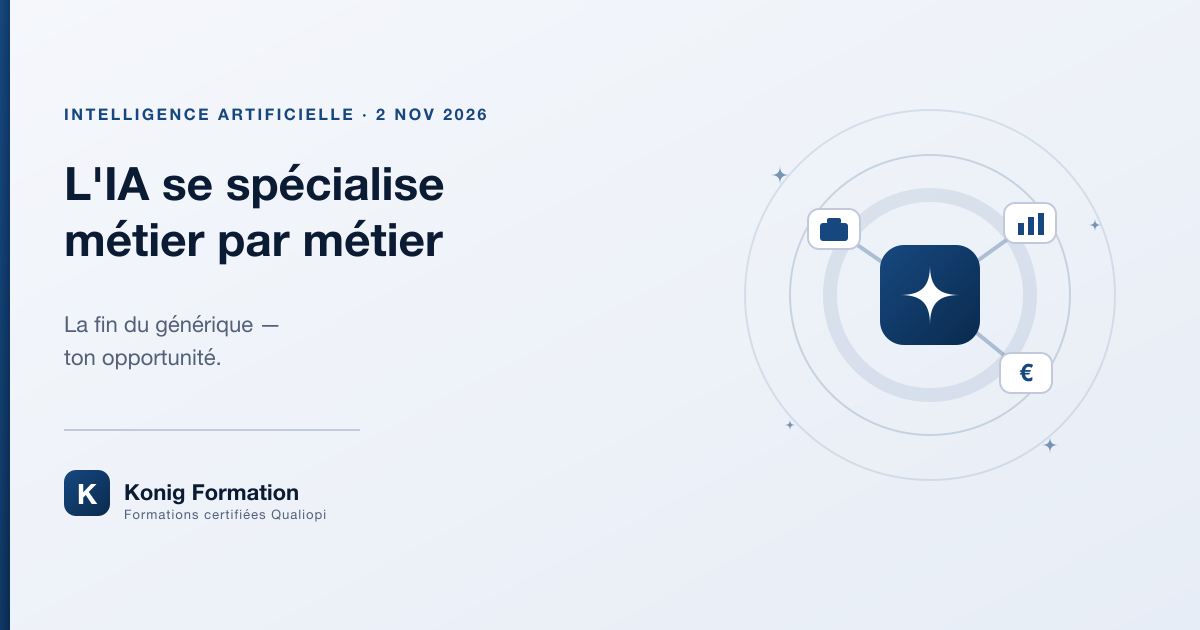 INTELLIGENCE ARTIFICIELLE · 2 NOV 2026
L'IA se spécialise
métier par métier
La fin du générique —
ton opportunité.
€
K
Konig Formation
Formations certifiées Qualiopi